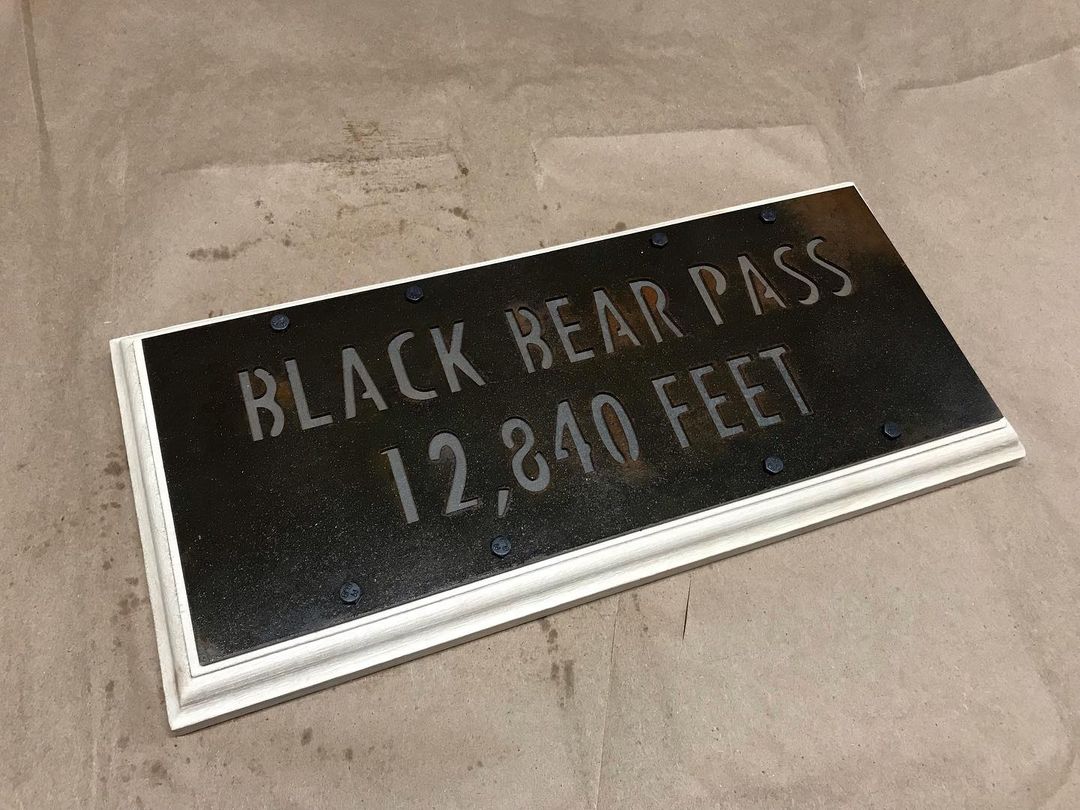 BLACK BEAR PASS
12,840 FEET